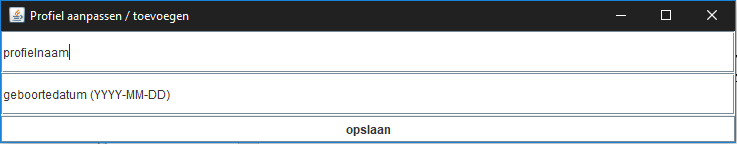 Profiel aanpassen / toevoegen
profielnaam
geboortedatum (YYYY-MM-DD)
opslaan